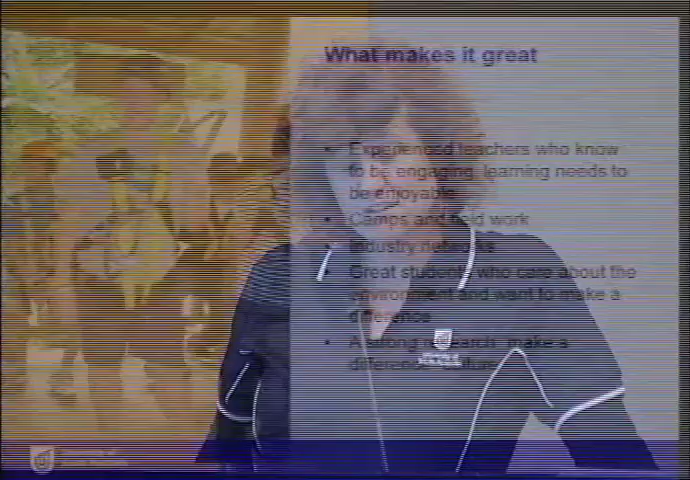 What makes it great
• Experienced teachers who know
to be engaging, learning needs to
be enjoyable
• Camps and field work
• Industry networks
• Great students who care about the
environment and want to make a
difference
• A strong research make a
difference culture